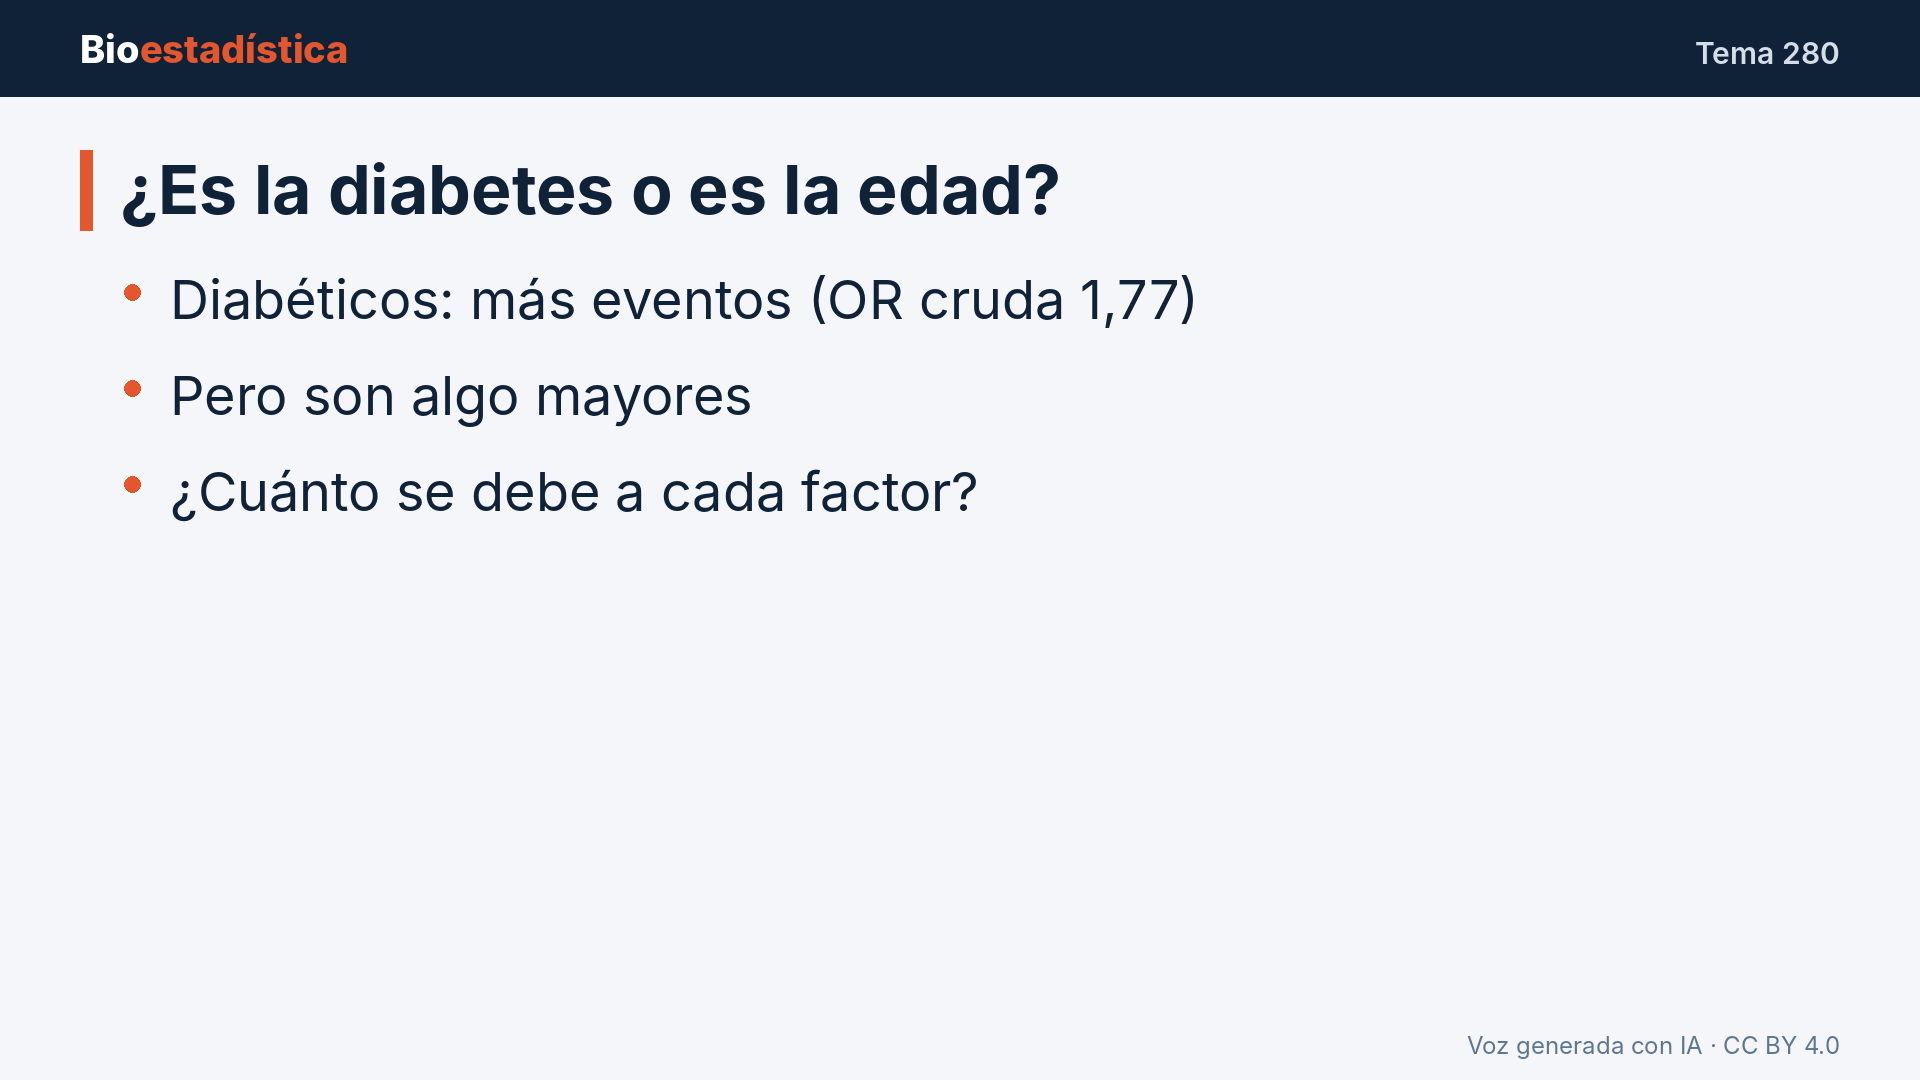 Bioestadística
Tema 280
¿Es la diabetes o es la edad?
Diabéticos: más eventos (OR cruda 1,77)
Pero son algo mayores
¿Cuánto se debe a cada factor?
Voz generada con IA · CC BY 4.0